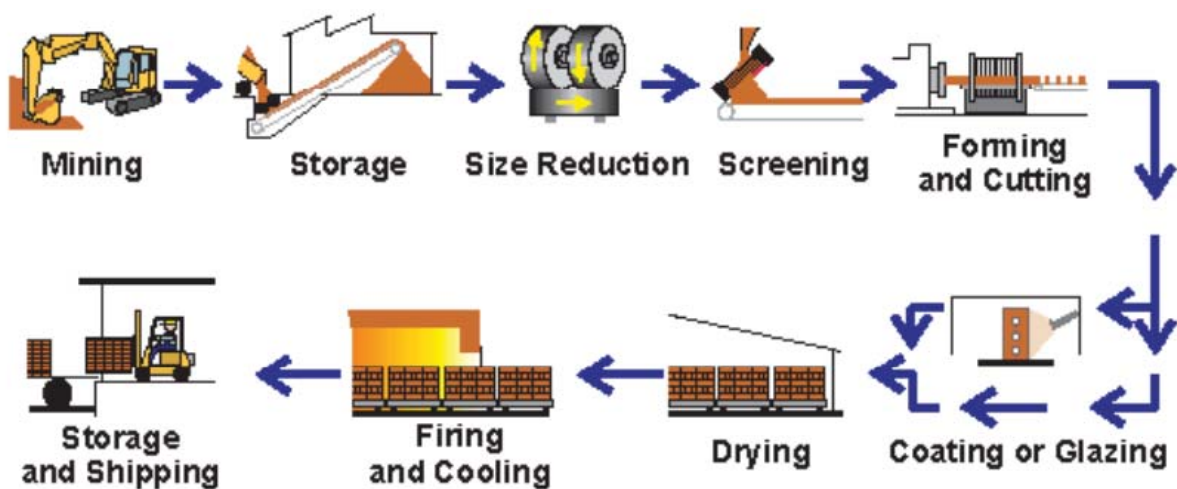 Mining
Storage
Size Reduction
Screening
Forming
and Cutting
Storage
and Shipping
Firing
and Cooling
Drying
Coating or Glazing